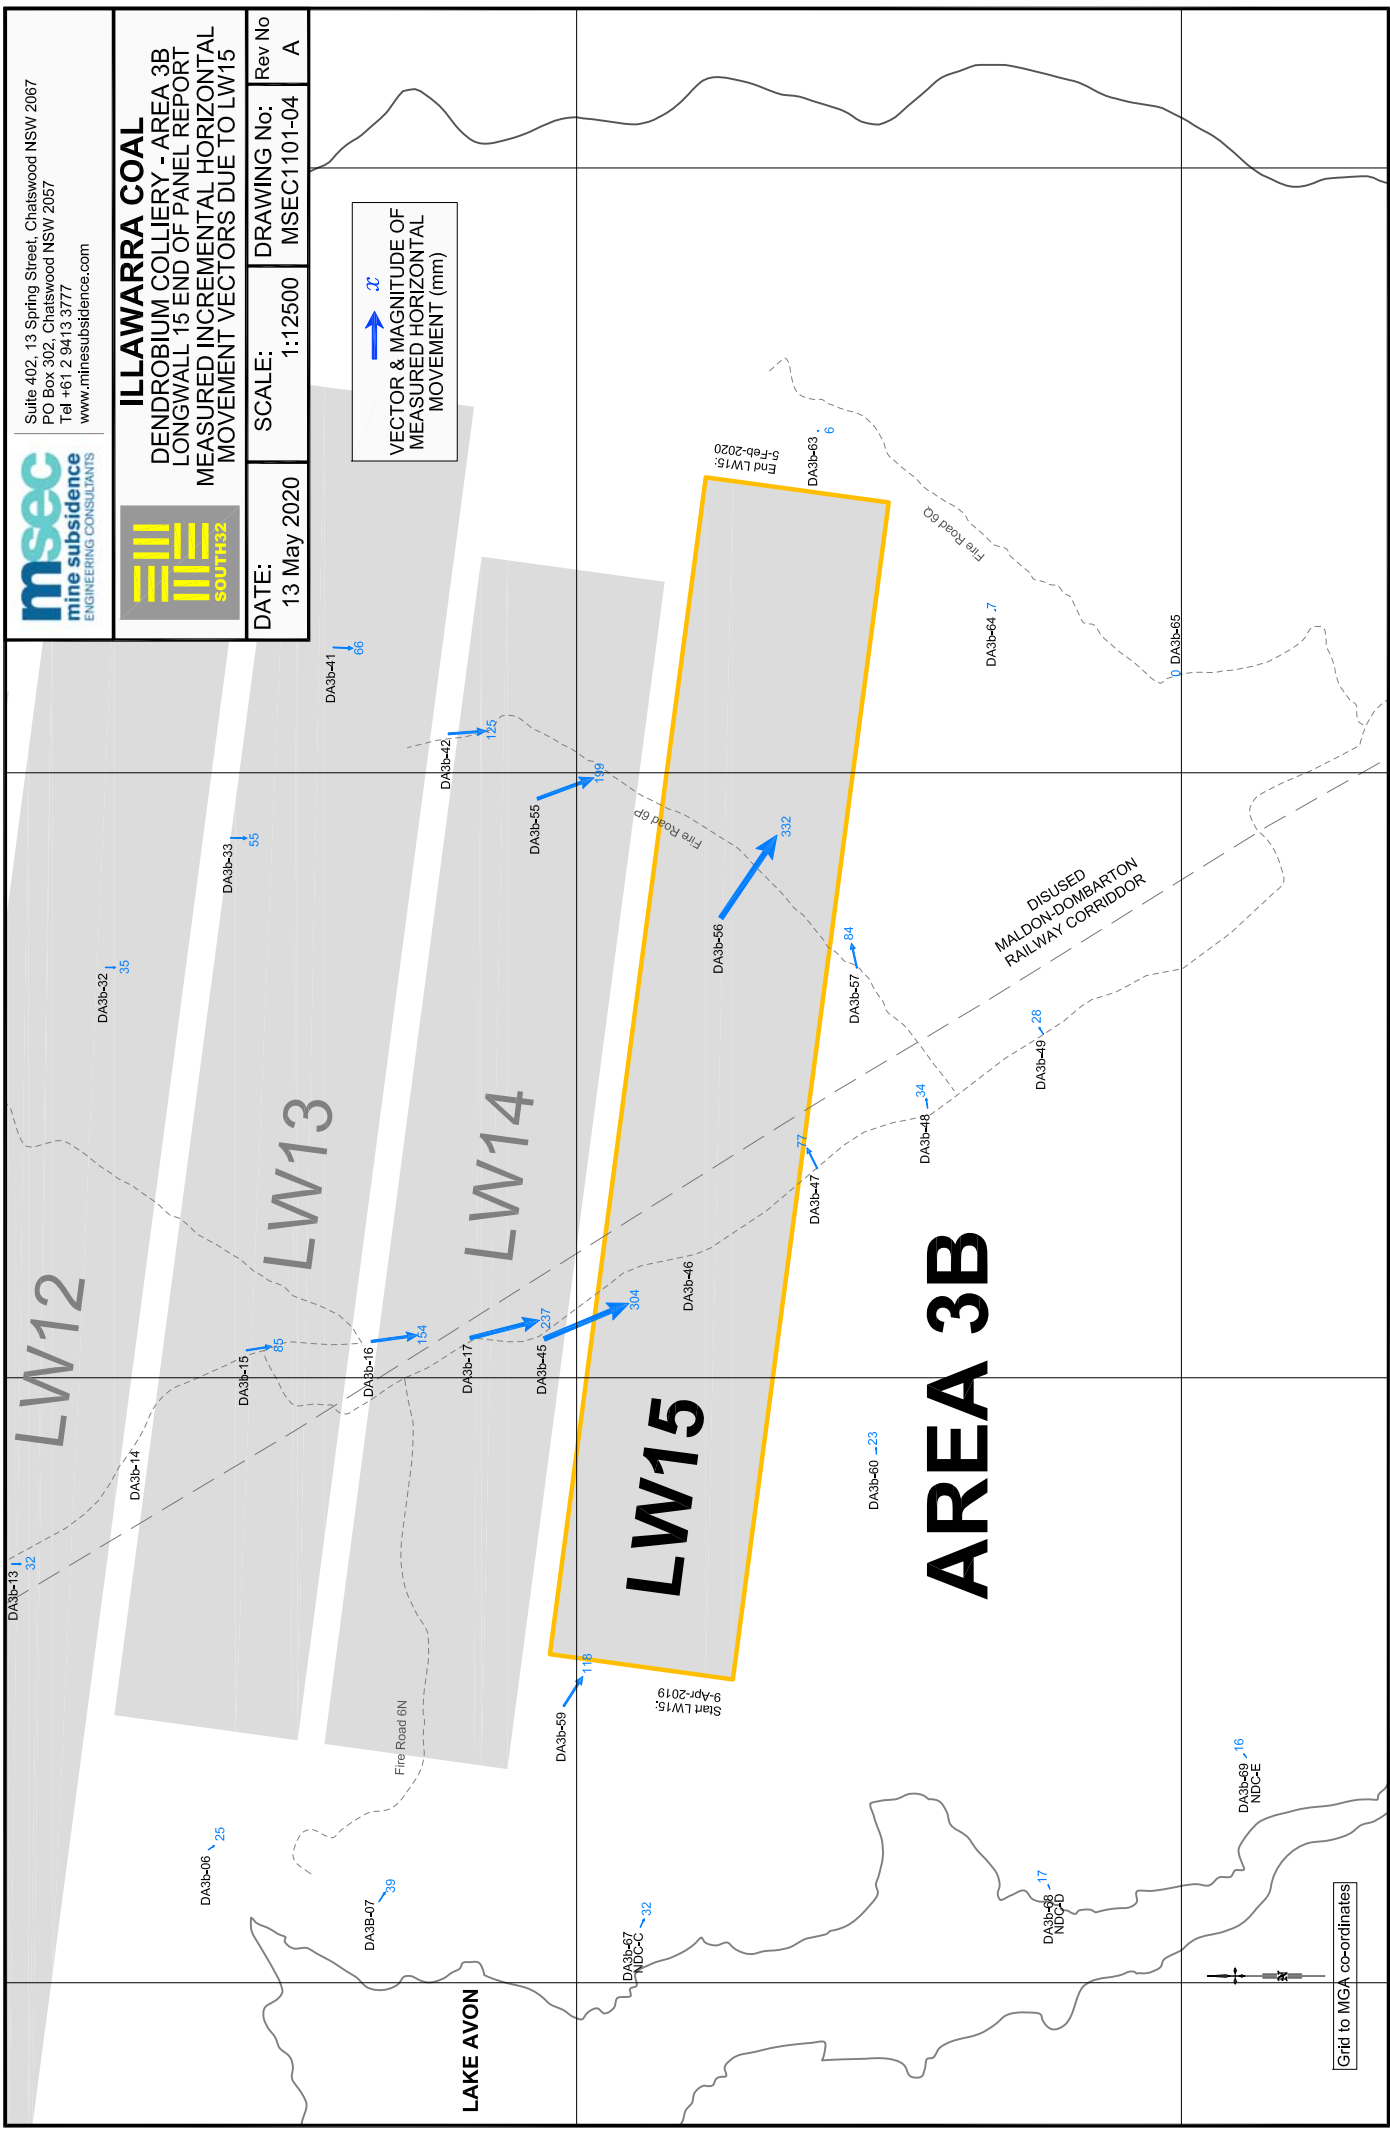 msec
mine subsidence
ENGINEERING CONSULTANTS
Suite 402, 13 Spring Street, Chatswood NSW 2067
PO Box 302, Chatswood NSW 2057
Tel +61 2 9413 3777
www.minesubsidence.com
SOUTH32
ILLAWARRA COAL
DENDROBIUM COLLIERY - AREA 3B
LONGWALL 15 END OF PANEL REPORT
MEASURED INCREMENTAL HORIZONTAL
MOVEMENT VECTORS DUE TO LW15
DATE:
13 May 2020
SCALE:
1:12500
DRAWING No:
MSEC1101-04
Rev No
A
x
VECTOR & MAGNITUDE OF
MEASURED HORIZONTAL
MOVEMENT (mm)
LW12
LW13
LW14
LW15
AREA 3B
LAKE AVON
DA3b-13
32
DA3b-14
DA3b-15
85
DA3b-16
154
DA3b-17
237
DA3b-45
304
DA3b-46
DA3b-47
77
DA3b-48
34
DA3b-49
28
DA3b-32
35
DA3b-33
55
DA3b-41
66
DA3b-42
125
DA3b-55
199
DA3b-56
332
DA3b-57
84
DA3b-59
118
DA3b-60
23
DA3b-63
6
DA3b-64
7
DA3b-65
0
DA3b-06
25
DA3B-07
39
DA3b-67
NDC-C
32
DA3b-68
NDC-D
17
DA3b-69
NDC-E
16
Fire Road 6N
Fire Road 6P
Fire Road 6Q
Start LW15:
9-Apr-2019
End LW15:
5-Feb-2020
DISUSED
MALDON-DOMBARTON
RAILWAY CORRIDDOR
N
Grid to MGA co-ordinates